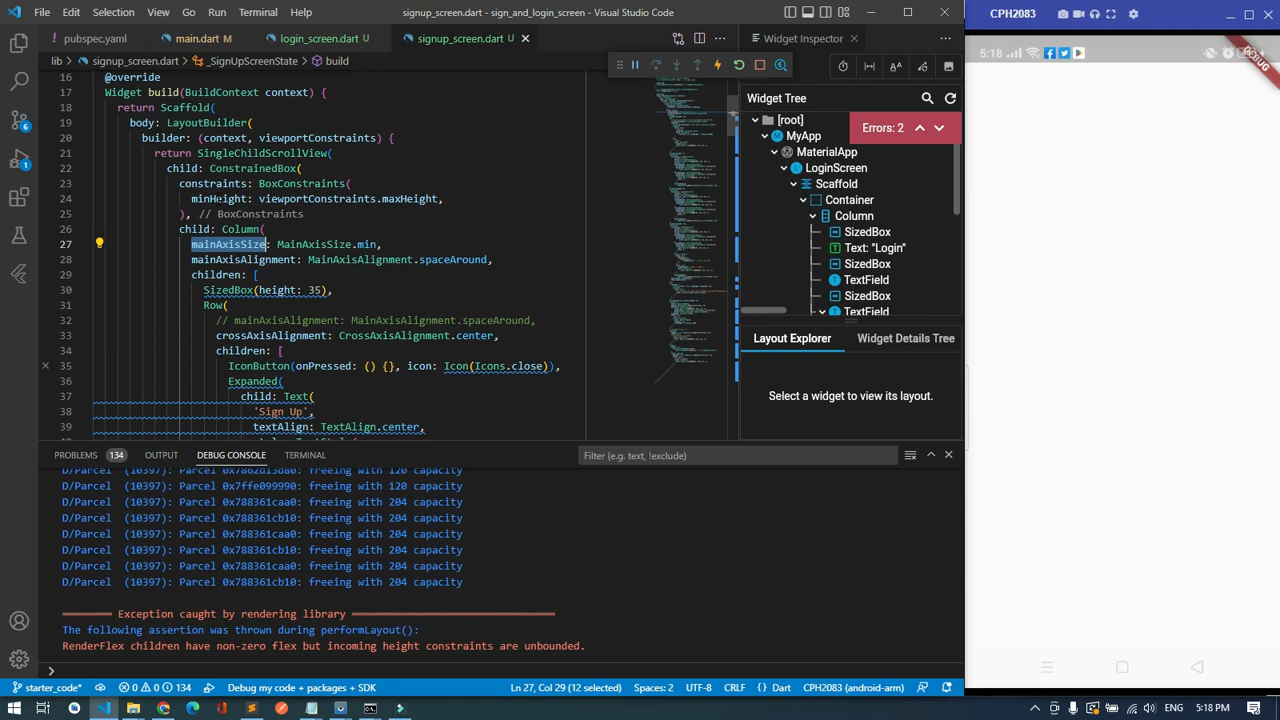 File Edit Selection View Go Run Terminal Help
signup_screen.dart - sign_and_login_screen - Visual Studio Code
CPH2083
pubspec.yaml
main.dart M
login_screen.dart U
signup_screen.dart U
Widget Inspector
5:18
DEBUG
lib > signup_screen.dart > _SignUpScr
16 @override
Widget build(BuildContext context) {
return Scaffold(
body: LayoutBuilder(
builder: (context, viewportConstraints) {
21 return SingleChildScrollView(
22 child: ConstrainedBox(
23 constraints: BoxConstraints(
24 minHeight: viewportConstraints.maxHeight,
25 ), // BoxConstraints
26 child: Column(
27 mainAxisSize: MainAxisSize.min,
28 mainAxisAlignment: MainAxisAlignment.spaceAround,
29 children: [
30 SizedBox(height: 35),
31 Row(
32 // mainAxisAlignment: MainAxisAlignment.spaceAround,
33 crossAxisAlignment: CrossAxisAlignment.center,
34 children: [
35 IconButton(onPressed: () {}, icon: Icon(Icons.close)),
36 Expanded(
37 child: Text(
38 'Sign Up',
39 textAlign: TextAlign.center,
Widget Tree
Errors: 2
[root]
MyApp
MaterialApp
LoginScreen
Scaffold
Container
Column
SizedBox
Text: "Login"
SizedBox
TextField
SizedBox
TextField
Layout Explorer
Widget Details Tree
Select a widget to view its layout.
PROBLEMS 134 OUTPUT DEBUG CONSOLE TERMINAL
Filter (e.g. text, !exclude)
D/Parcel (10397): Parcel 0x7ffe099990: freeing with 120 capacity
D/Parcel (10397): Parcel 0x788361caa0: freeing with 204 capacity
D/Parcel (10397): Parcel 0x788361cb10: freeing with 204 capacity
D/Parcel (10397): Parcel 0x788361caa0: freeing with 204 capacity
D/Parcel (10397): Parcel 0x788361cb10: freeing with 204 capacity
D/Parcel (10397): Parcel 0x788361caa0: freeing with 204 capacity
D/Parcel (10397): Parcel 0x788361cb10: freeing with 204 capacity
════════ Exception caught by rendering library ═════════════════════════════════
The following assertion was thrown during performLayout():
RenderFlex children have non-zero flex but incoming height constraints are unbounded.
starter_code* 0 0 134 Debug my code + packages + SDK
Ln 27, Col 29 (12 selected) Spaces: 2 UTF-8 CRLF {} Dart CPH2083 (android-arm)
ENG 5:18 PM